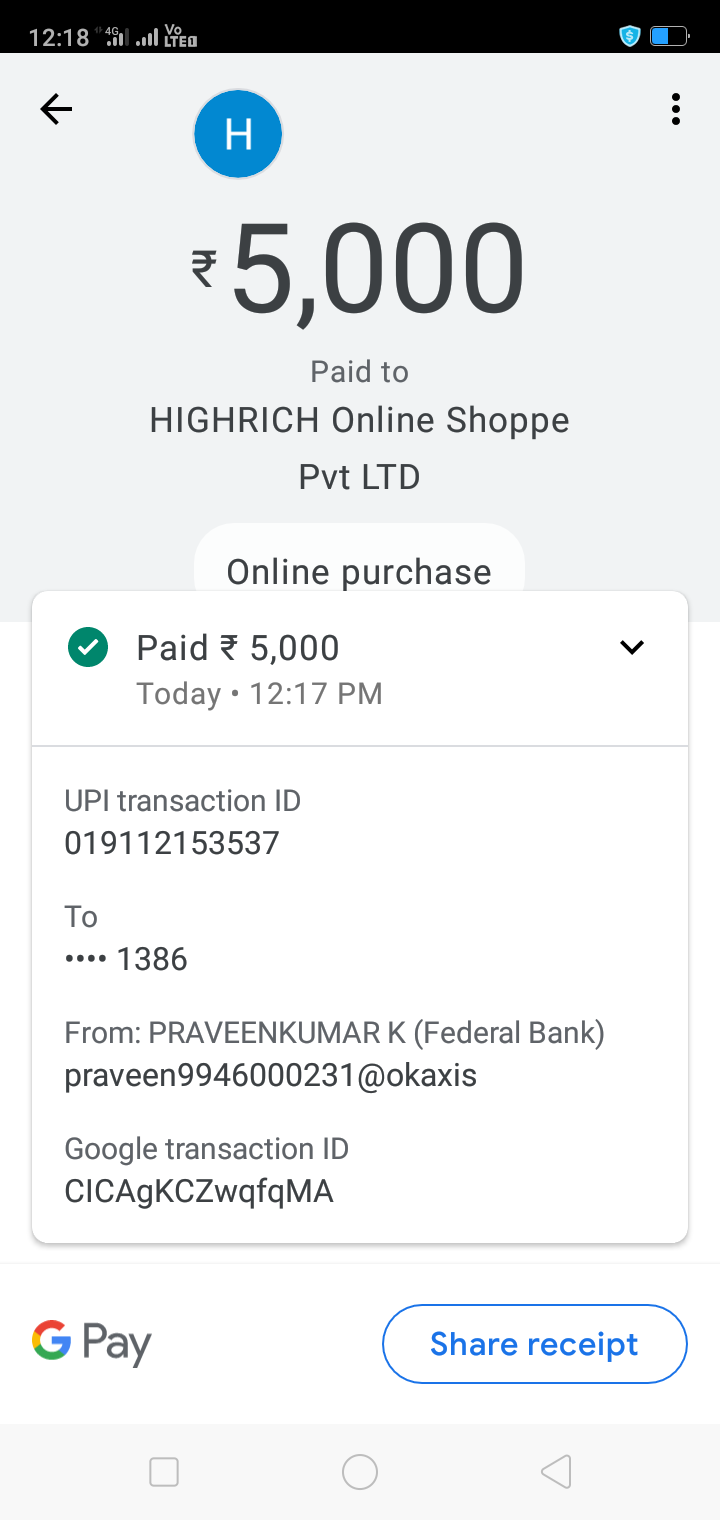 12:18 4G Vo LTE1
H
₹5,000
Paid to
HIGHRICH Online Shoppe
Pvt LTD
Online purchase
Paid ₹ 5,000
Today • 12:17 PM
UPI transaction ID
019112153537
To
•••• 1386
From: PRAVEENKUMAR K (Federal Bank)
praveen9946000231@okaxis
Google transaction ID
CICAgKCZwqfqMA
G Pay
Share receipt